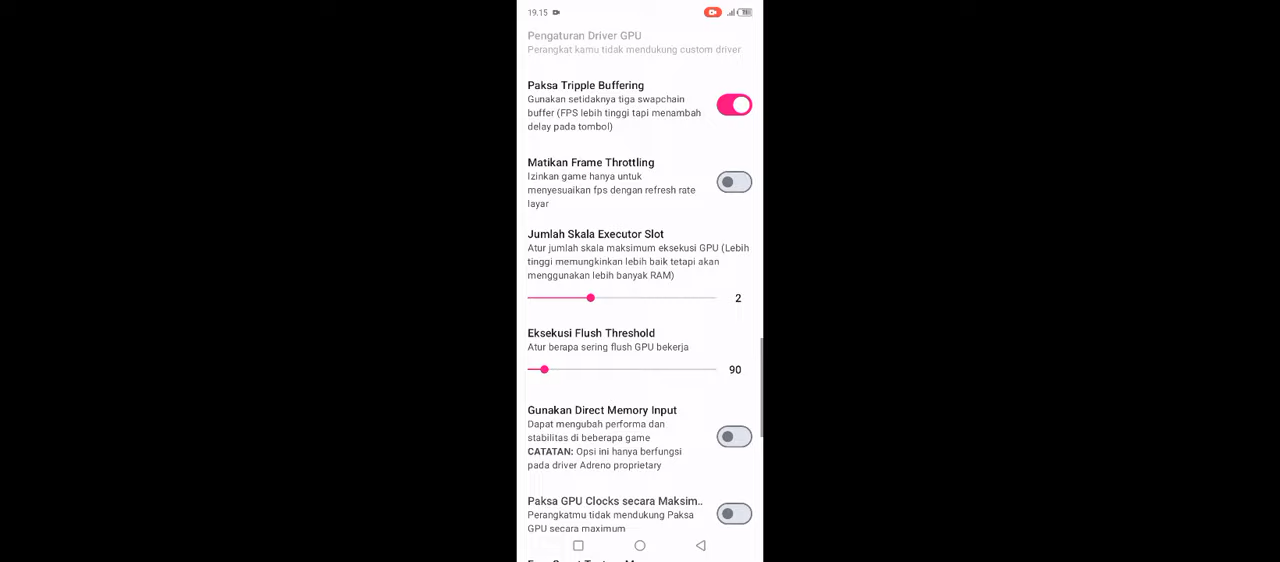 19.15
Pengaturan Driver GPU
Perangkat kamu tidak mendukung custom driver
Paksa Tripple Buffering
Gunakan setidaknya tiga swapchain
buffer (FPS lebih tinggi tapi menambah
delay pada tombol)
Matikan Frame Throttling
Izinkan game hanya untuk
menyesuaikan fps dengan refresh rate
layar
Jumlah Skala Executor Slot
Atur jumlah skala maksimum eksekusi GPU (Lebih
tinggi memungkinkan lebih baik tetapi akan
menggunakan lebih banyak RAM)
2
Eksekusi Flush Threshold
Atur berapa sering flush GPU bekerja
90
Gunakan Direct Memory Input
Dapat mengubah performa dan
stabilitas di beberapa game
CATATAN: Opsi ini hanya berfungsi
pada driver Adreno proprietary
Paksa GPU Clocks secara Maksim..
Perangkatmu tidak mendukung Paksa
GPU secara maximum